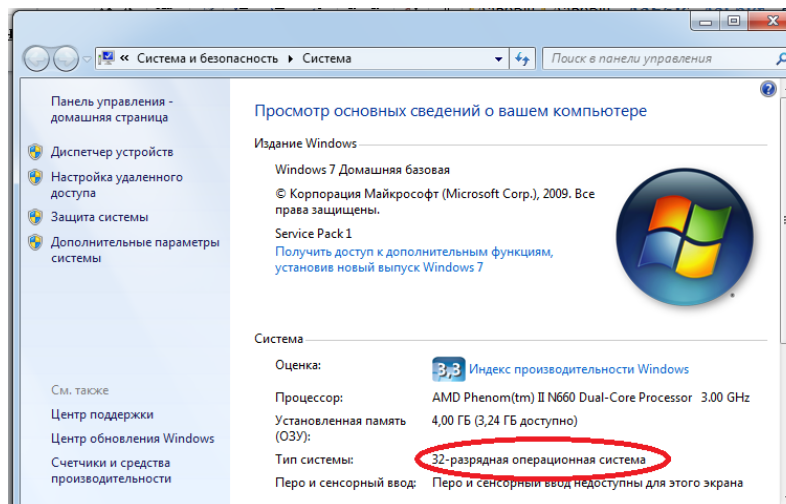 « Система и безопасность ▸ Система
Поиск в панели управления
Панель управления -
домашняя страница
Диспетчер устройств
Настройка удаленного
доступа
Защита системы
Дополнительные параметры
системы
См. также
Центр поддержки
Центр обновления Windows
Счетчики и средства
производительности
Просмотр основных сведений о вашем компьютере
Издание Windows
Windows 7 Домашняя базовая
© Корпорация Майкрософт (Microsoft Corp.), 2009. Все
права защищены.
Service Pack 1
Получить доступ к дополнительным функциям,
установив новый выпуск Windows 7
Система
Оценка: 3,3 Индекс производительности Windows
Процессор: AMD Phenom(tm) II N660 Dual-Core Processor 3.00 GHz
Установленная память
(ОЗУ): 4,00 ГБ (3,24 ГБ доступно)
Тип системы: 32-разрядная операционная система
Перо и сенсорный ввод: Перо и сенсорный ввод недоступны для этого экрана